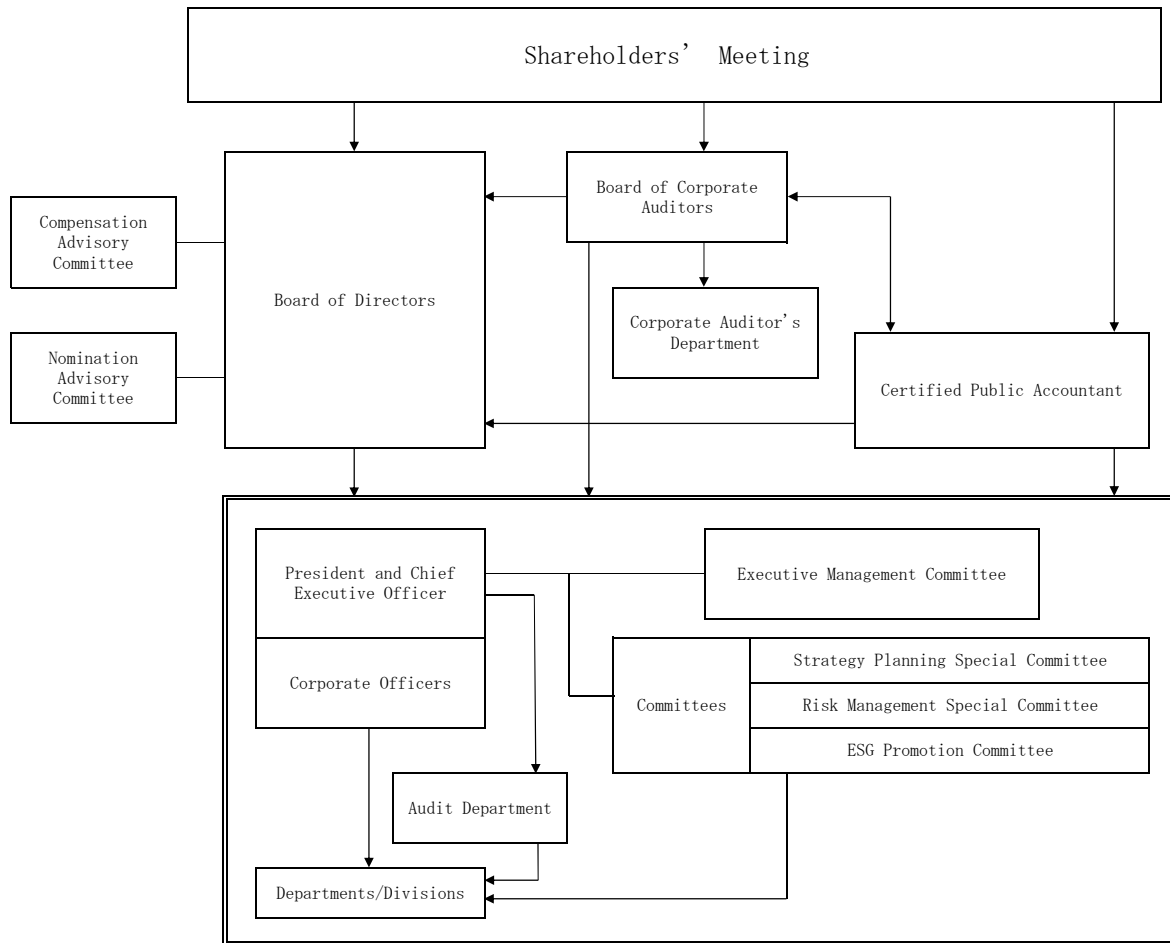 Shareholders' Meeting
Board of Corporate
Auditors
Compensation
Advisory
Committee
Board of Directors
Corporate Auditor's
Department
Nomination
Advisory
Committee
Certified Public Accountant
President and Chief
Executive Officer
Executive Management Committee
Corporate Officers
Committees
Strategy Planning Special Committee
Risk Management Special Committee
ESG Promotion Committee
Audit Department
Departments/Divisions